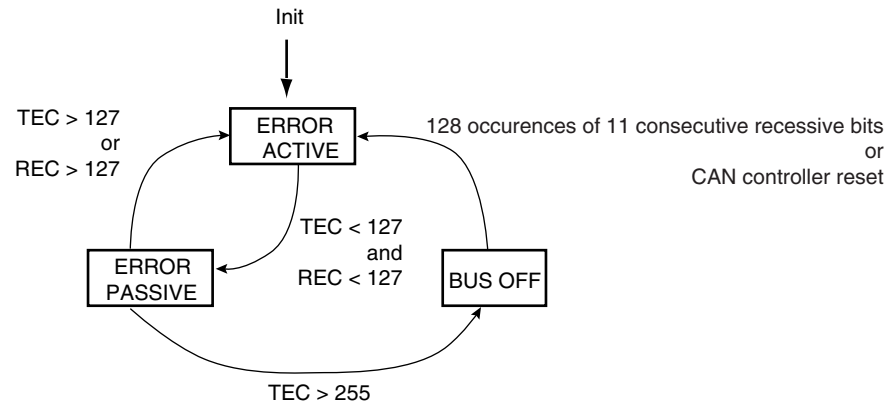 Init
TEC > 127
or
REC > 127
ERROR
ACTIVE
128 occurences of 11 consecutive recessive bits
or
CAN controller reset
TEC < 127
and
REC < 127
ERROR
PASSIVE
BUS OFF
TEC > 255